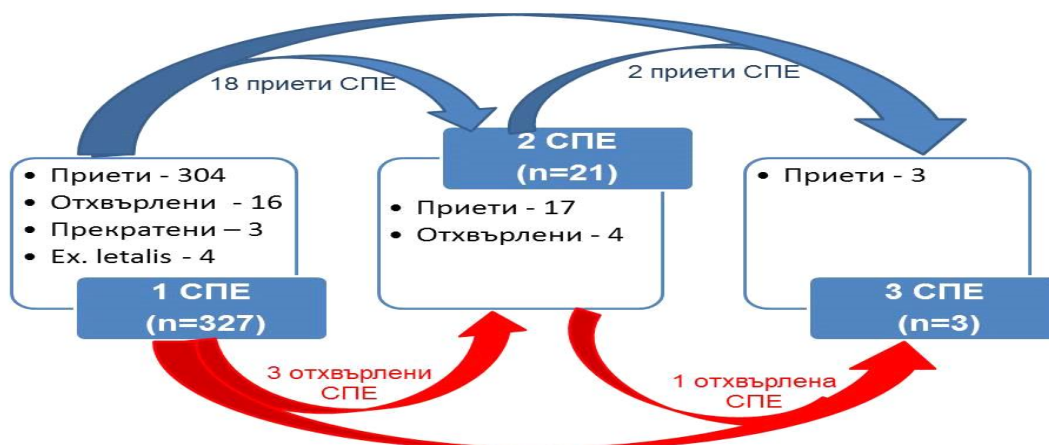 18 приети СПЕ
2 приети СПЕ
• Приети - 304
• Отхвърлени - 16
• Прекратени – 3
• Ex. letalis - 4
1 СПЕ
(n=327)
2 СПЕ
(n=21)
• Приети - 17
• Отхвърлени - 4
• Приети - 3
3 СПЕ
(n=3)
3 отхвърлени
СПЕ
1 отхвърлена
СПЕ